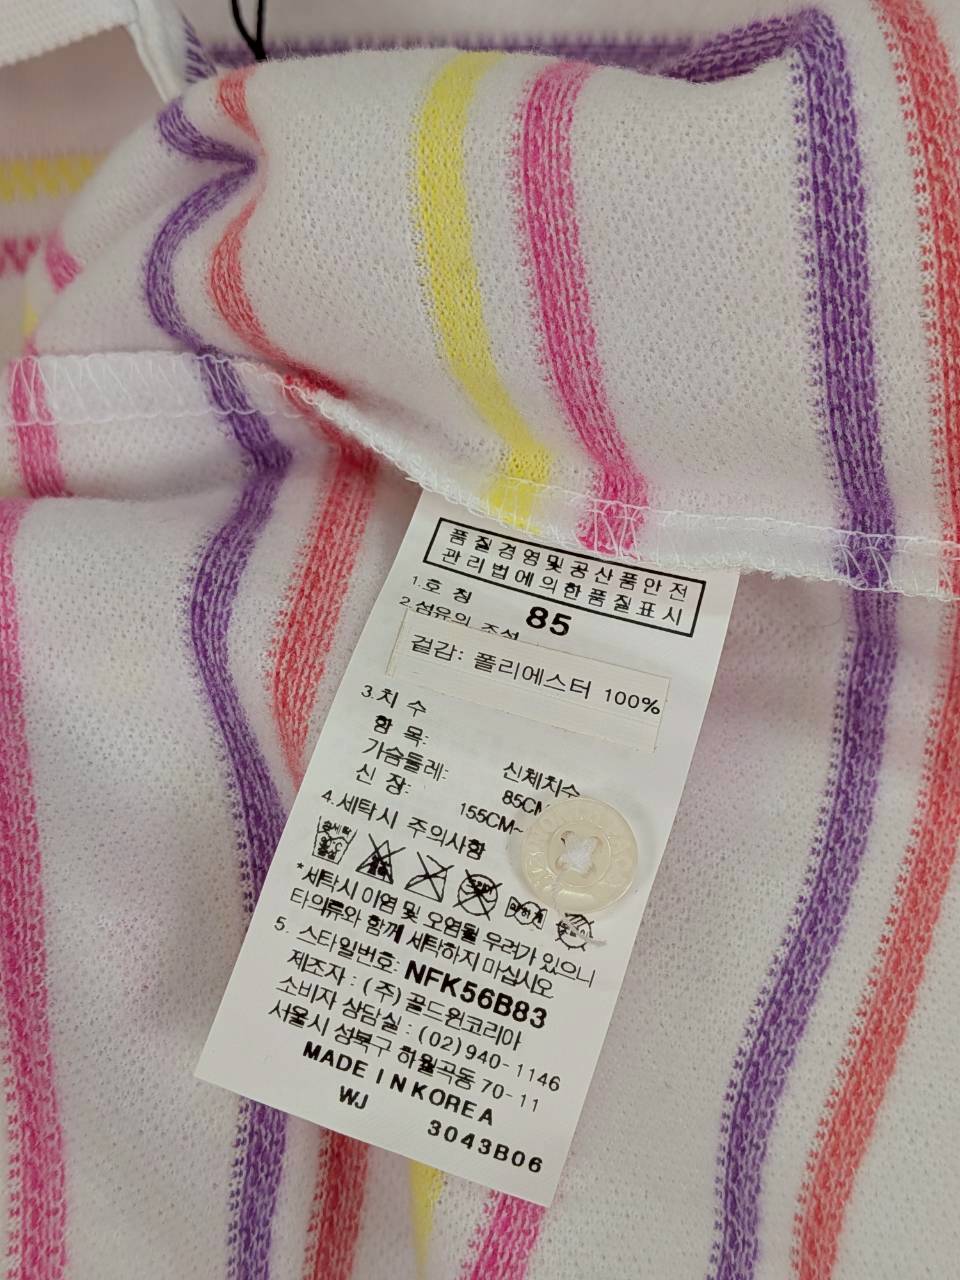 품질경영및공산품안전
관리법에의한품질표시
1.호 칭 85
2.섬유의 조성
겉감: 폴리에스터 100%
3.치 수
항 목: 신체치수
가슴둘레: 85CM
신 장: 155CM~
4.세탁시 주의사항
*세탁시 이염 및 오염될 우려가 있으니
타의류와 함께 세탁하지 마십시오
5. 스타일번호: NFK56B83
제조자 : (주)골드윈코리아
소비자 상담실 : (02)940-1146
서울시 성북구 하월곡동 70-11
MADE IN KOREA
WJ
3043B06